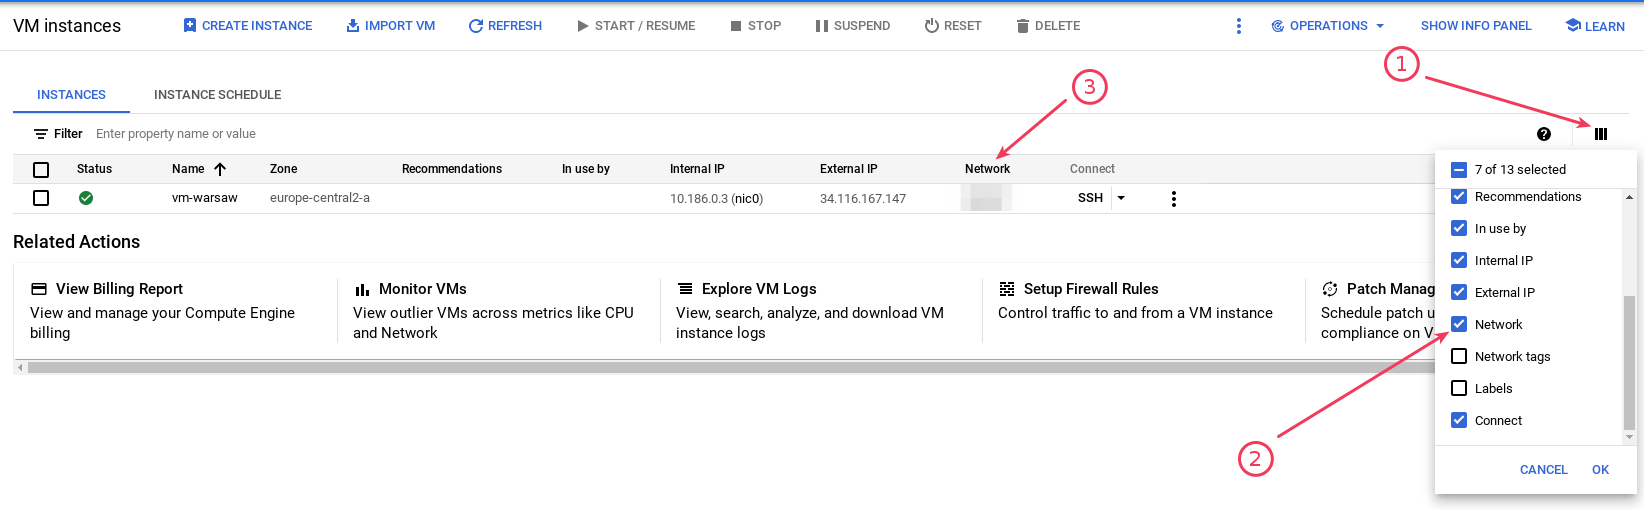 VM instances CREATE INSTANCE IMPORT VM REFRESH START / RESUME STOP SUSPEND RESET DELETE OPERATIONS SHOW INFO PANEL LEARN
1
3
INSTANCES INSTANCE SCHEDULE
Filter Enter property name or value ?
Status Name Zone Recommendations In use by Internal IP External IP Network Connect
vm-warsaw europe-central2-a 10.186.0.3 (nic0) 34.116.167.147 SSH
7 of 13 selected
Recommendations
In use by
Internal IP
External IP
Network
Network tags
Labels
Connect
CANCEL OK
2
Related Actions
View Billing Report
View and manage your Compute Engine
billing
Monitor VMs
View outlier VMs across metrics like CPU
and Network
Explore VM Logs
View, search, analyze, and download VM
instance logs
Setup Firewall Rules
Control traffic to and from a VM instance
Patch Manag
Schedule patch u
compliance on V